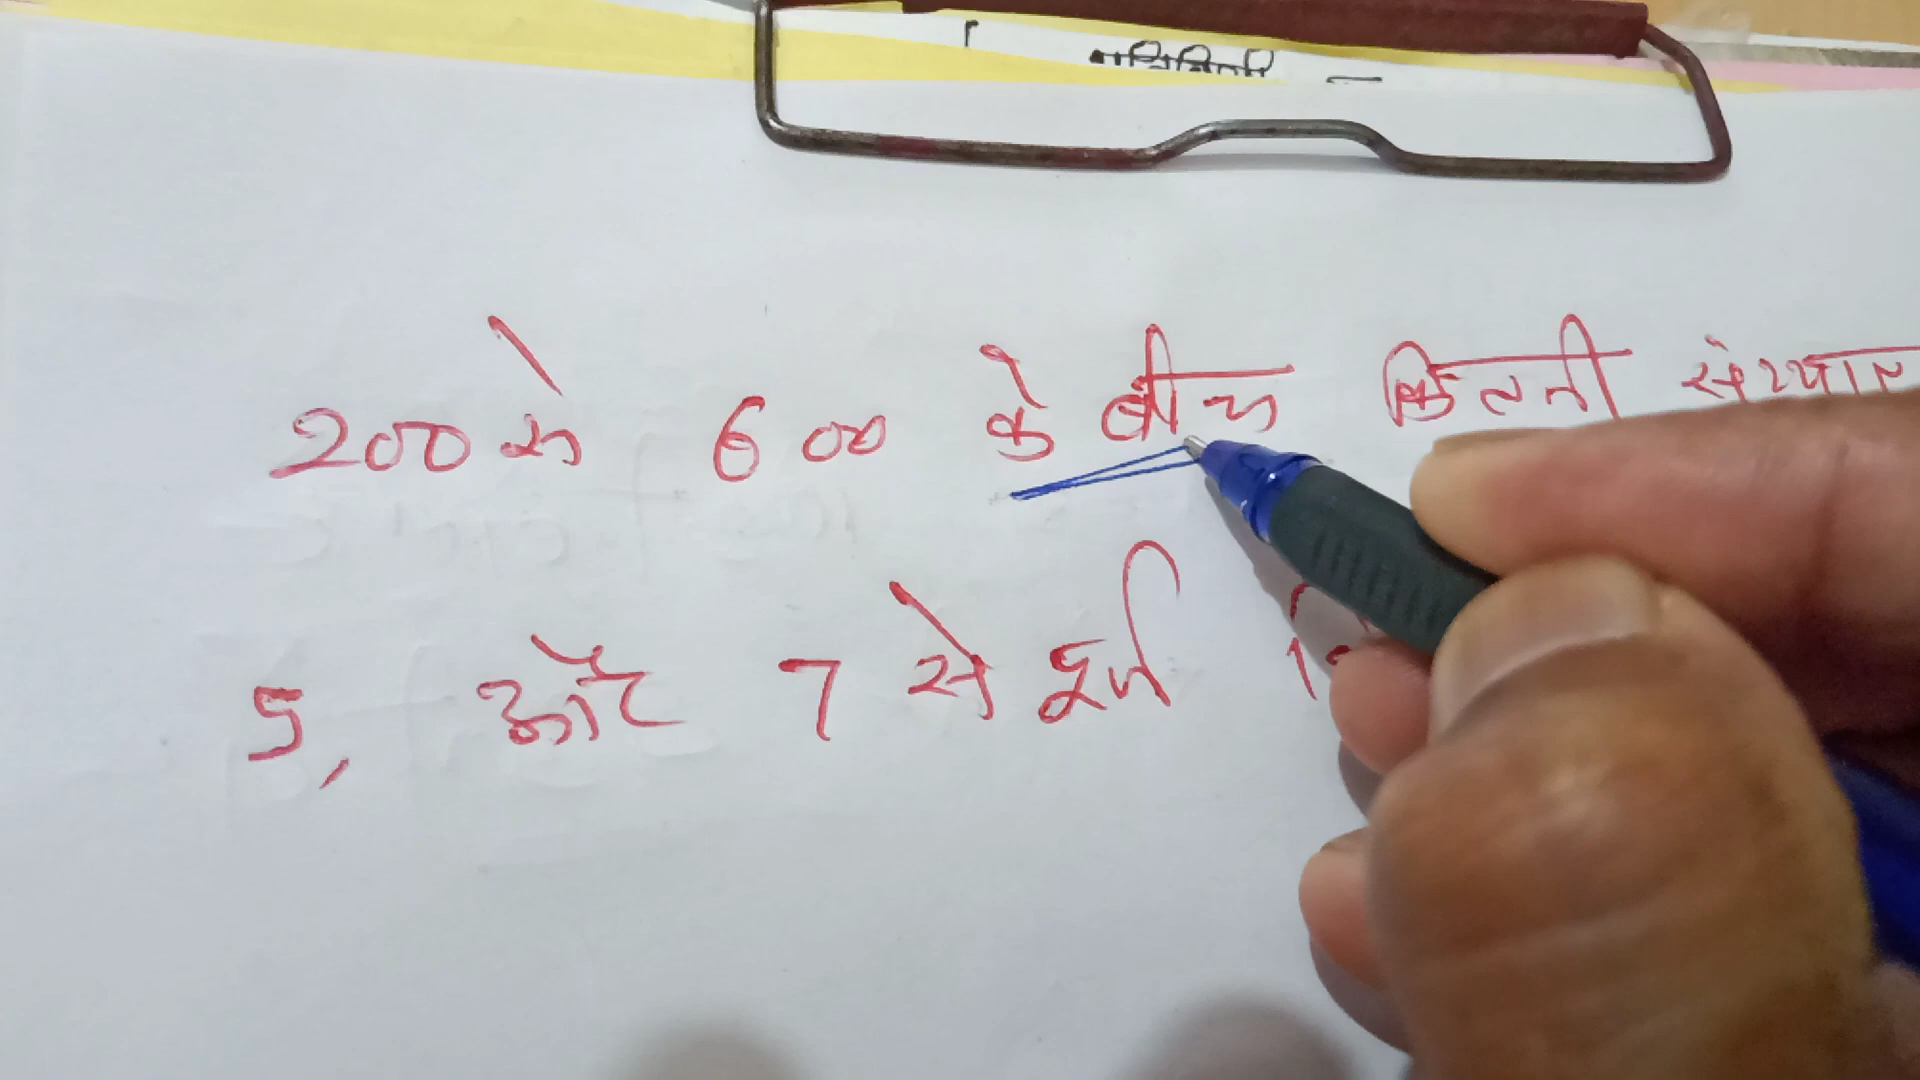 200 से 600 के बीच कितनी संख्याए
5, और 7 से पूर्ण